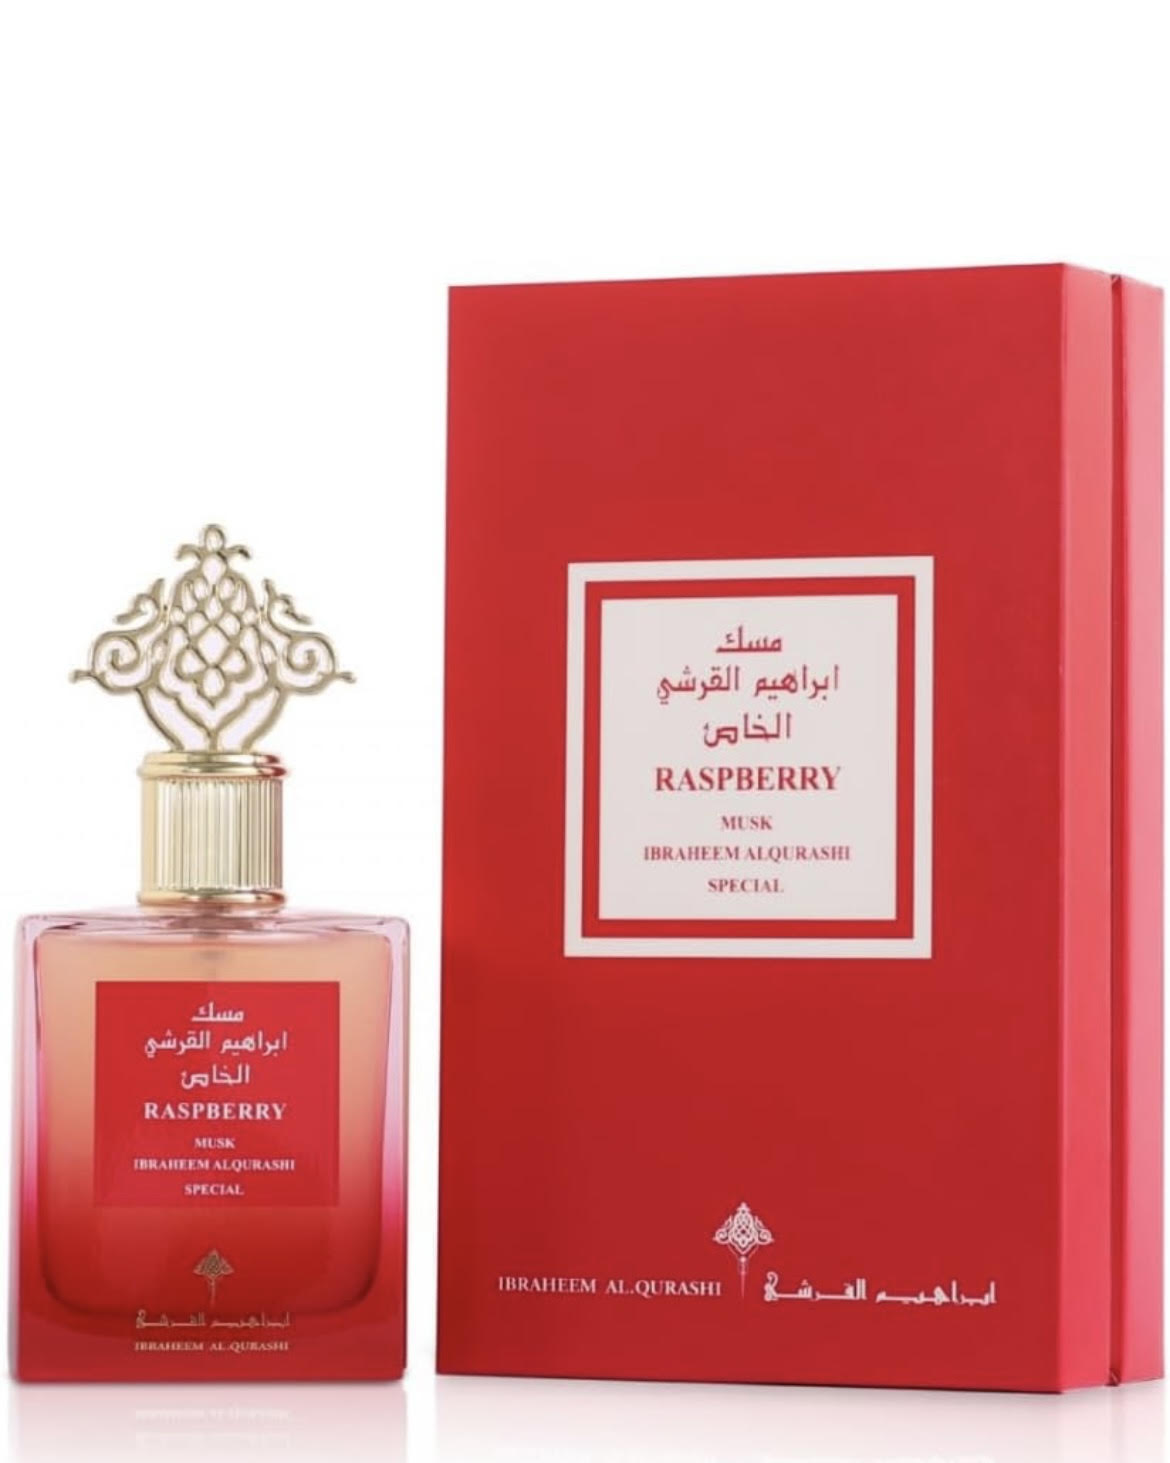 مسك
ابراهيم القرشي
الخاص
RASPBERRY
MUSK
IBRAHEEM ALQURASHI
SPECIAL
ابراهيم القرشي
IBRAHEEM AL.QURASHI
مسك
ابراهيم القرشي
الخاص
RASPBERRY
MUSK
IBRAHEEM ALQURASHI
SPECIAL
IBRAHEEM AL.QURASHI ابراهيم القرشي